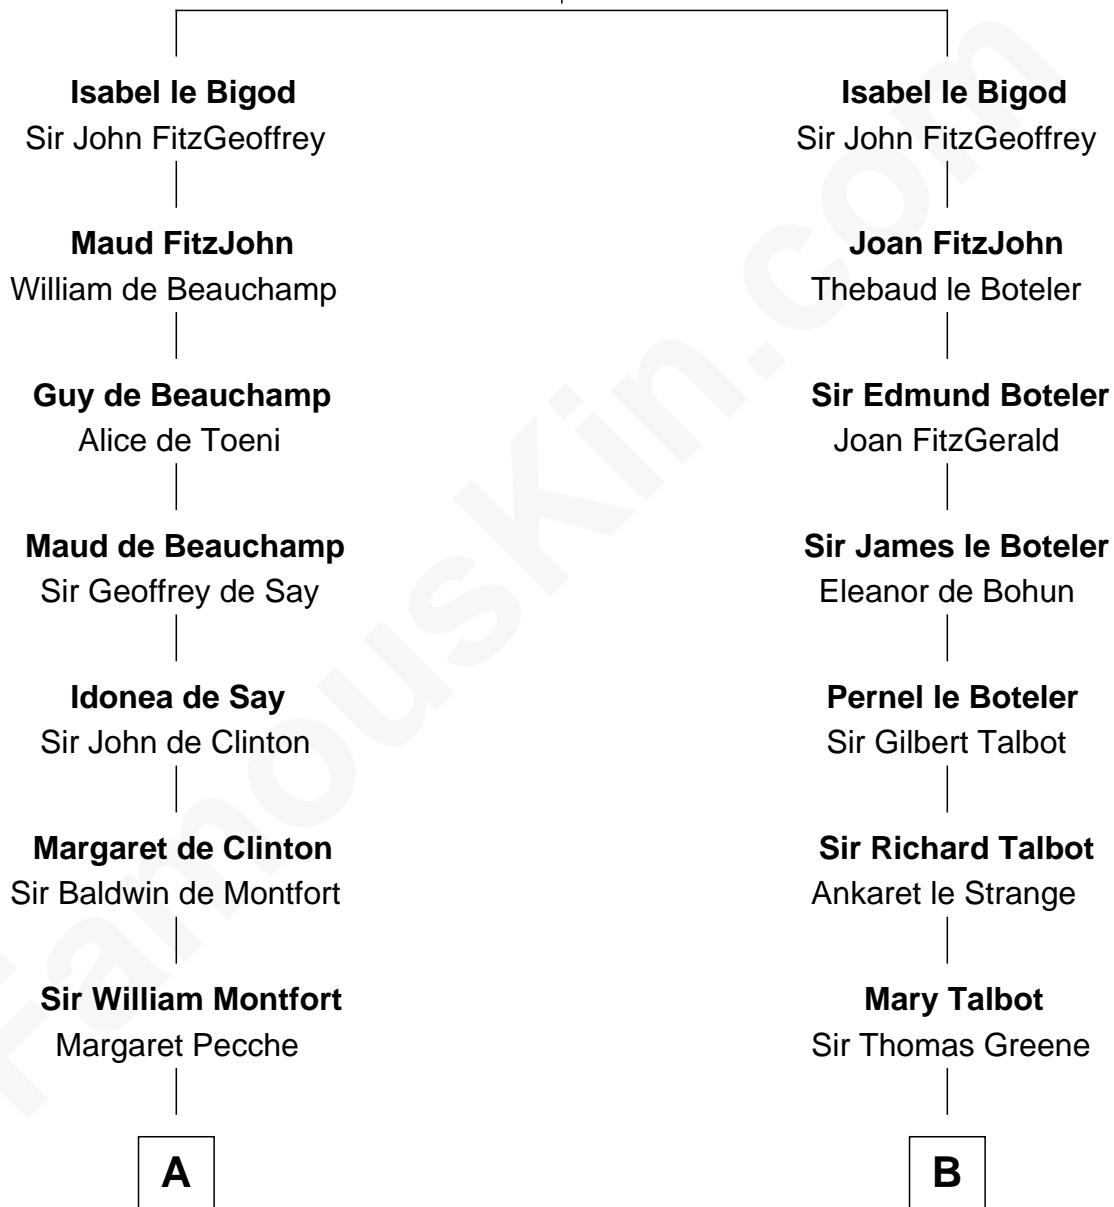 Isabel le Bigod
Sir John FitzGeoffrey
Maud FitzJohn
William de Beauchamp
Guy de Beauchamp
Alice de Toeni
Maud de Beauchamp
Sir Geoffrey de Say
Idonea de Say
Sir John de Clinton
Margaret de Clinton
Sir Baldwin de Montfort
Sir William Montfort
Margaret Pecche
A
Isabel le Bigod
Sir John FitzGeoffrey
Joan FitzJohn
Thebaud le Boteler
Sir Edmund Boteler
Joan FitzGerald
Sir James le Boteler
Eleanor de Bohun
Pernel le Boteler
Sir Gilbert Talbot
Sir Richard Talbot
Ankaret le Strange
Mary Talbot
Sir Thomas Greene
B
FamousKin.com